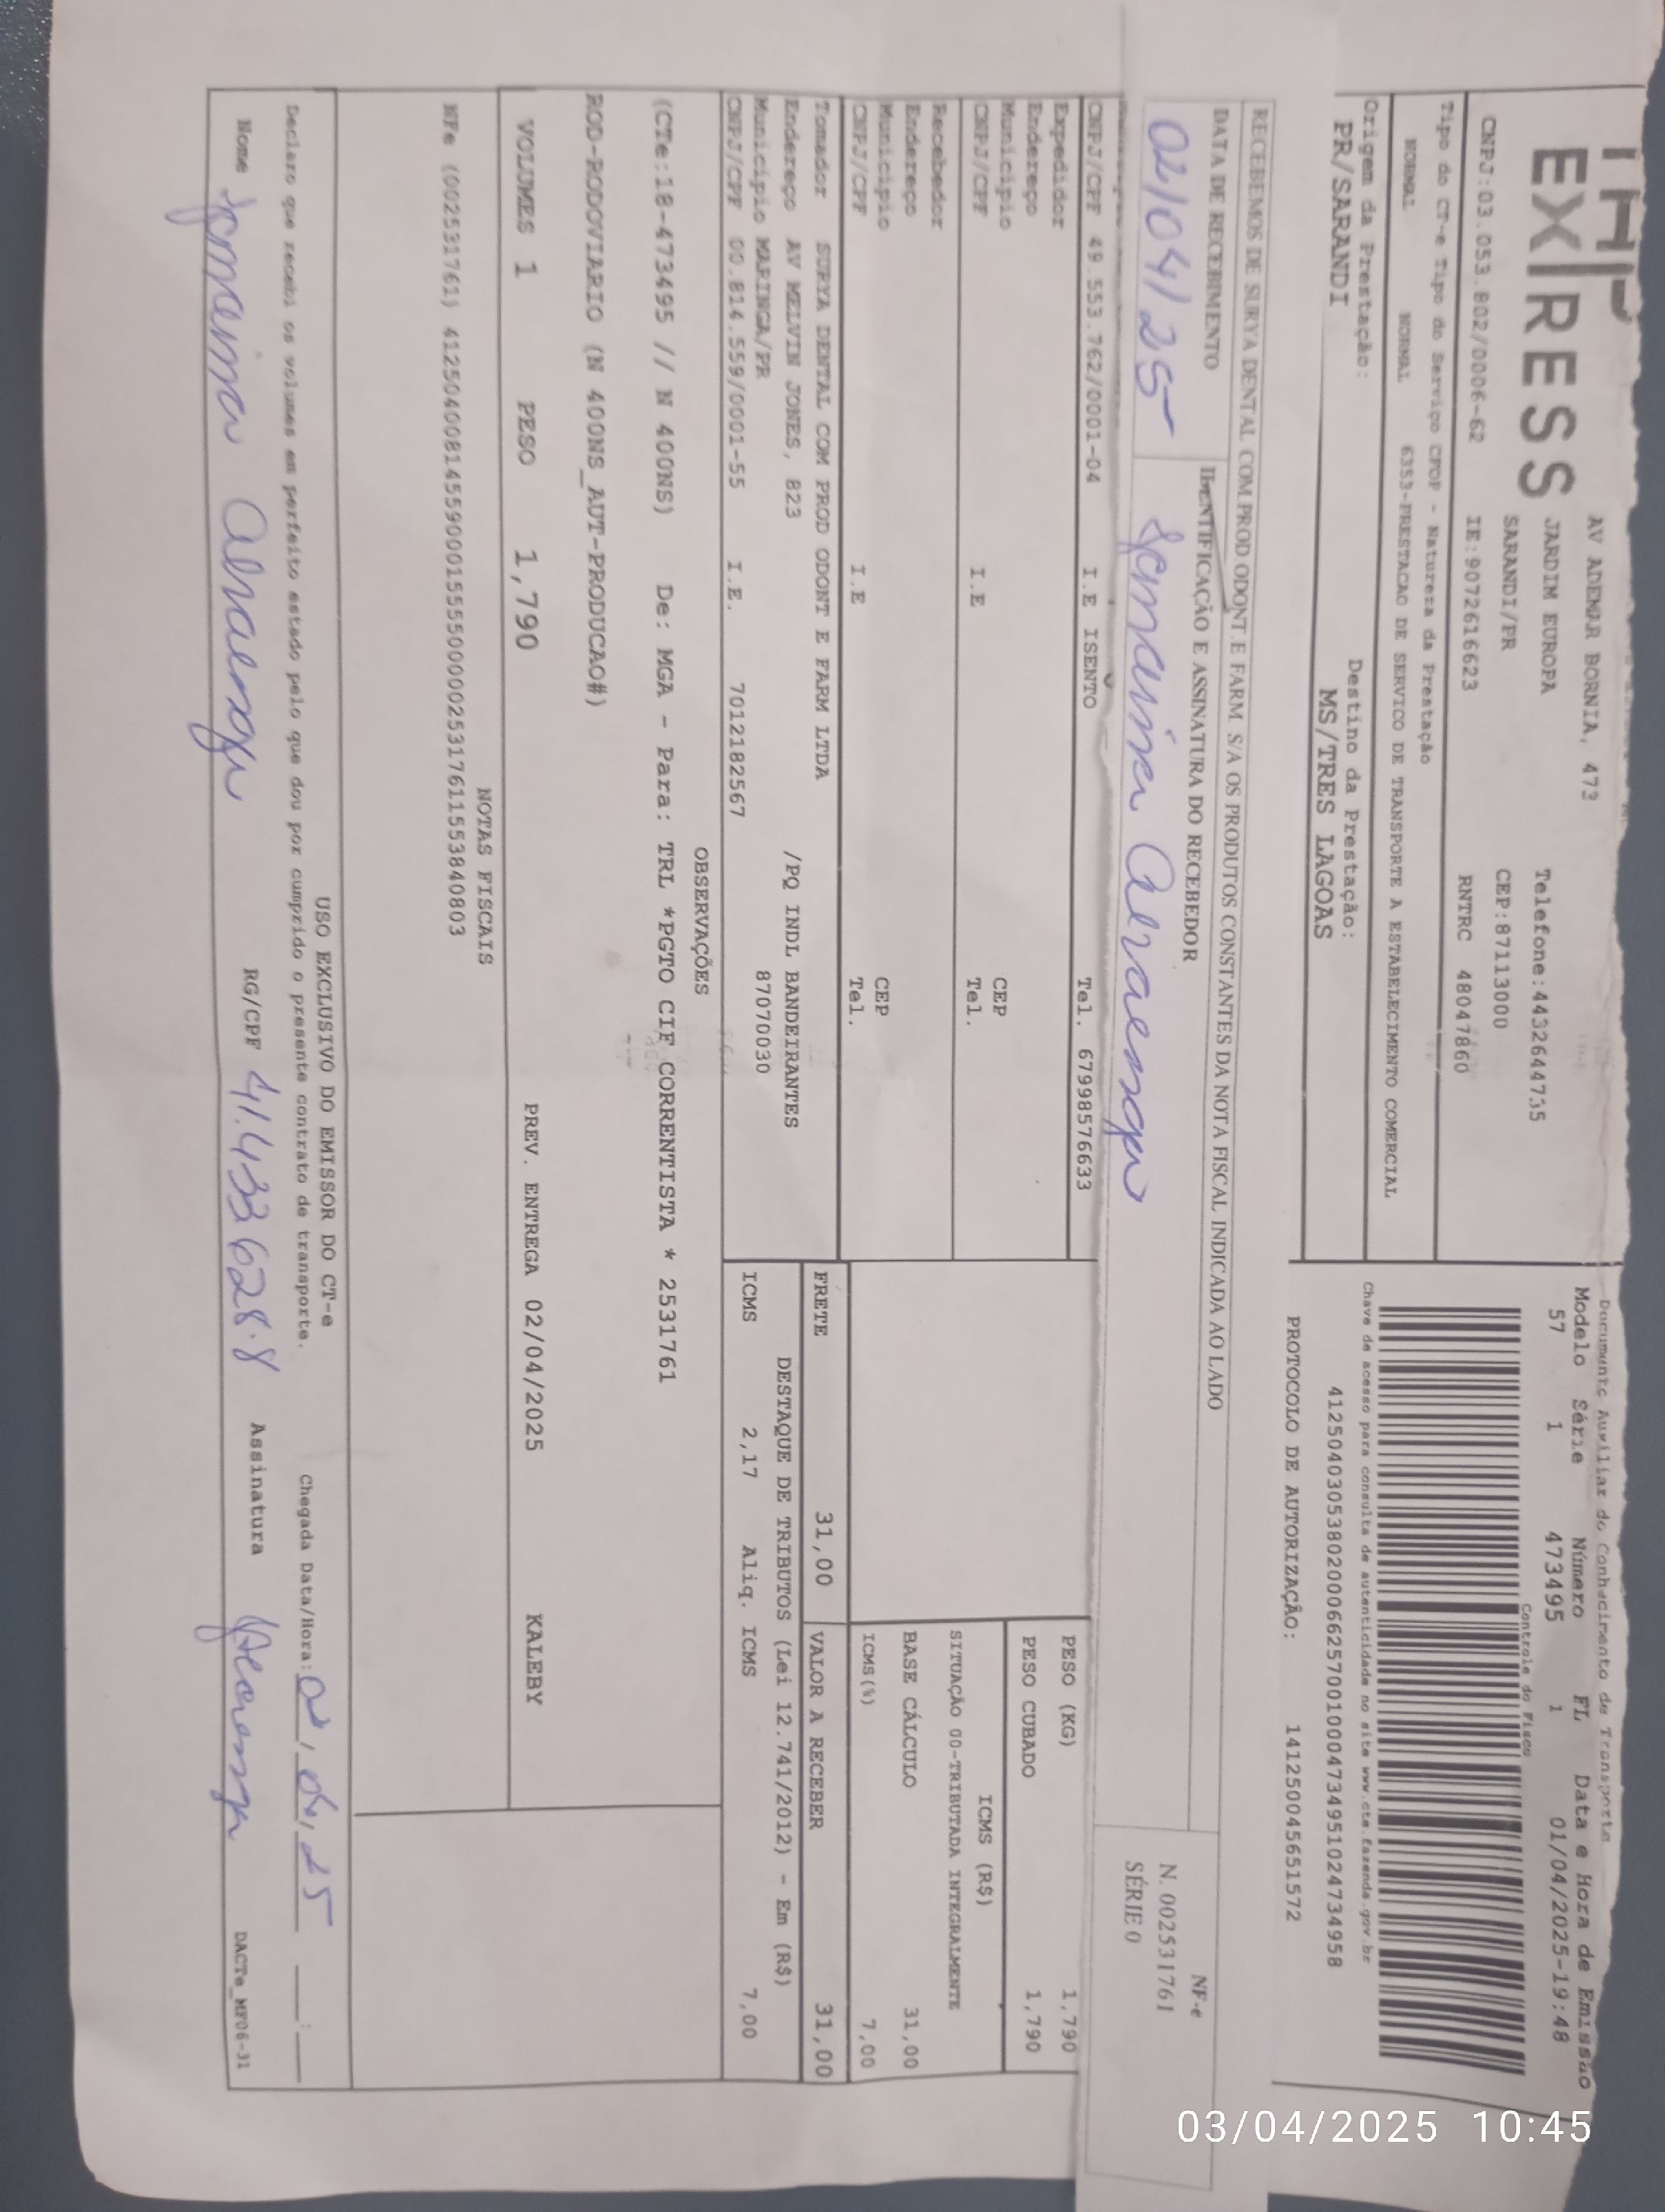 EXPRESS
AV ADEMAR BORNIA, 473
JARDIM EUROPA
SARANDI/PR
Telefone:4432644735
CEP:87113000
CNPJ:03.053.802/0006-62 IE:9072616623 RNTRC 48047860
Documento Auxiliar do Conhecimento de Transporte
Modelo Série Número FL Data e Hora de Emissão
57 1 473495 1 01/04/2025-19:48
Controle do Fisco
Tipo do CT-e Tipo do Serviço CFOP - Natureza da Prestação
NORMAL NORMAL 6353-PRESTACAO DE SERVICO DE TRANSPORTE A ESTABELECIMENTO COMERCIAL
Chave de acesso para consulta de autenticidade no site www.cte.fazenda.gov.br
41250403053802000662570010004734951024734958
Origem da Prestação: Destino da Prestação:
PR/SARANDI MS/TRES LAGOAS
PROTOCOLO DE AUTORIZAÇÃO: 141250045651572
RECEBEMOS DE SURYA DENTAL COM PROD ODONT.E FARM. S/A OS PRODUTOS CONSTANTES DA NOTA FISCAL INDICADA AO LADO
DATA DE RECEBIMENTO IDENTIFICAÇÃO E ASSINATURA DO RECEBEDOR
02/04/25
NF-e
N. 002531761
SÉRIE 0
CNPJ/CPF 49.553.762/0001-04 I.E ISENTO Tel. 67998576633
Expedidor
Endereço
Município CEP
CNPJ/CPF I.E Tel.
Recebedor
Endereço
Município CEP
CNPJ/CPF I.E Tel.
PESO (KG) 1,790
PESO CUBADO 1,790
ICMS (R$)
SITUAÇÃO 00-TRIBUTADA INTEGRALMENTE
BASE CÁLCULO 31,00
ICMS(%) 7,00
Tomador SURYA DENTAL COM PROD ODONT E FARM LTDA
Endereço AV MELVIN JONES, 823 /PQ INDL BANDEIRANTES
Município MARINGA/PR 87070030
CNPJ/CPF 00.814.559/0001-55 I.E. 7012182567
FRETE 31,00 VALOR A RECEBER 31,00
DESTAQUE DE TRIBUTOS (Lei 12.741/2012) - Em (R$)
ICMS 2,17 Aliq. ICMS 7,00
OBSERVAÇÕES
(CTe:18-473495 // N 400NS) De: MGA - Para: TRL *PGTO CIF CORRENTISTA * 2531761
ROD-RODOVIARIO (N 400NS_AUT-PRODUCAO#)
VOLUMES 1 PESO 1,790 PREV. ENTREGA 02/04/2025 KALEBY
NOTAS FISCAIS
NFe (002531761) 41250400814559000155550000025317611553840803
USO EXCLUSIVO DO EMISSOR DO CT-e
Declaro que recebi os volumes em perfeito estado pelo que dou por cumprido o presente contrato de transporte. Chegada Data/Hora:
Nome RG/CPF 41.433628.8 Assinatura
DACTe_MF06-31
03/04/2025 10:45